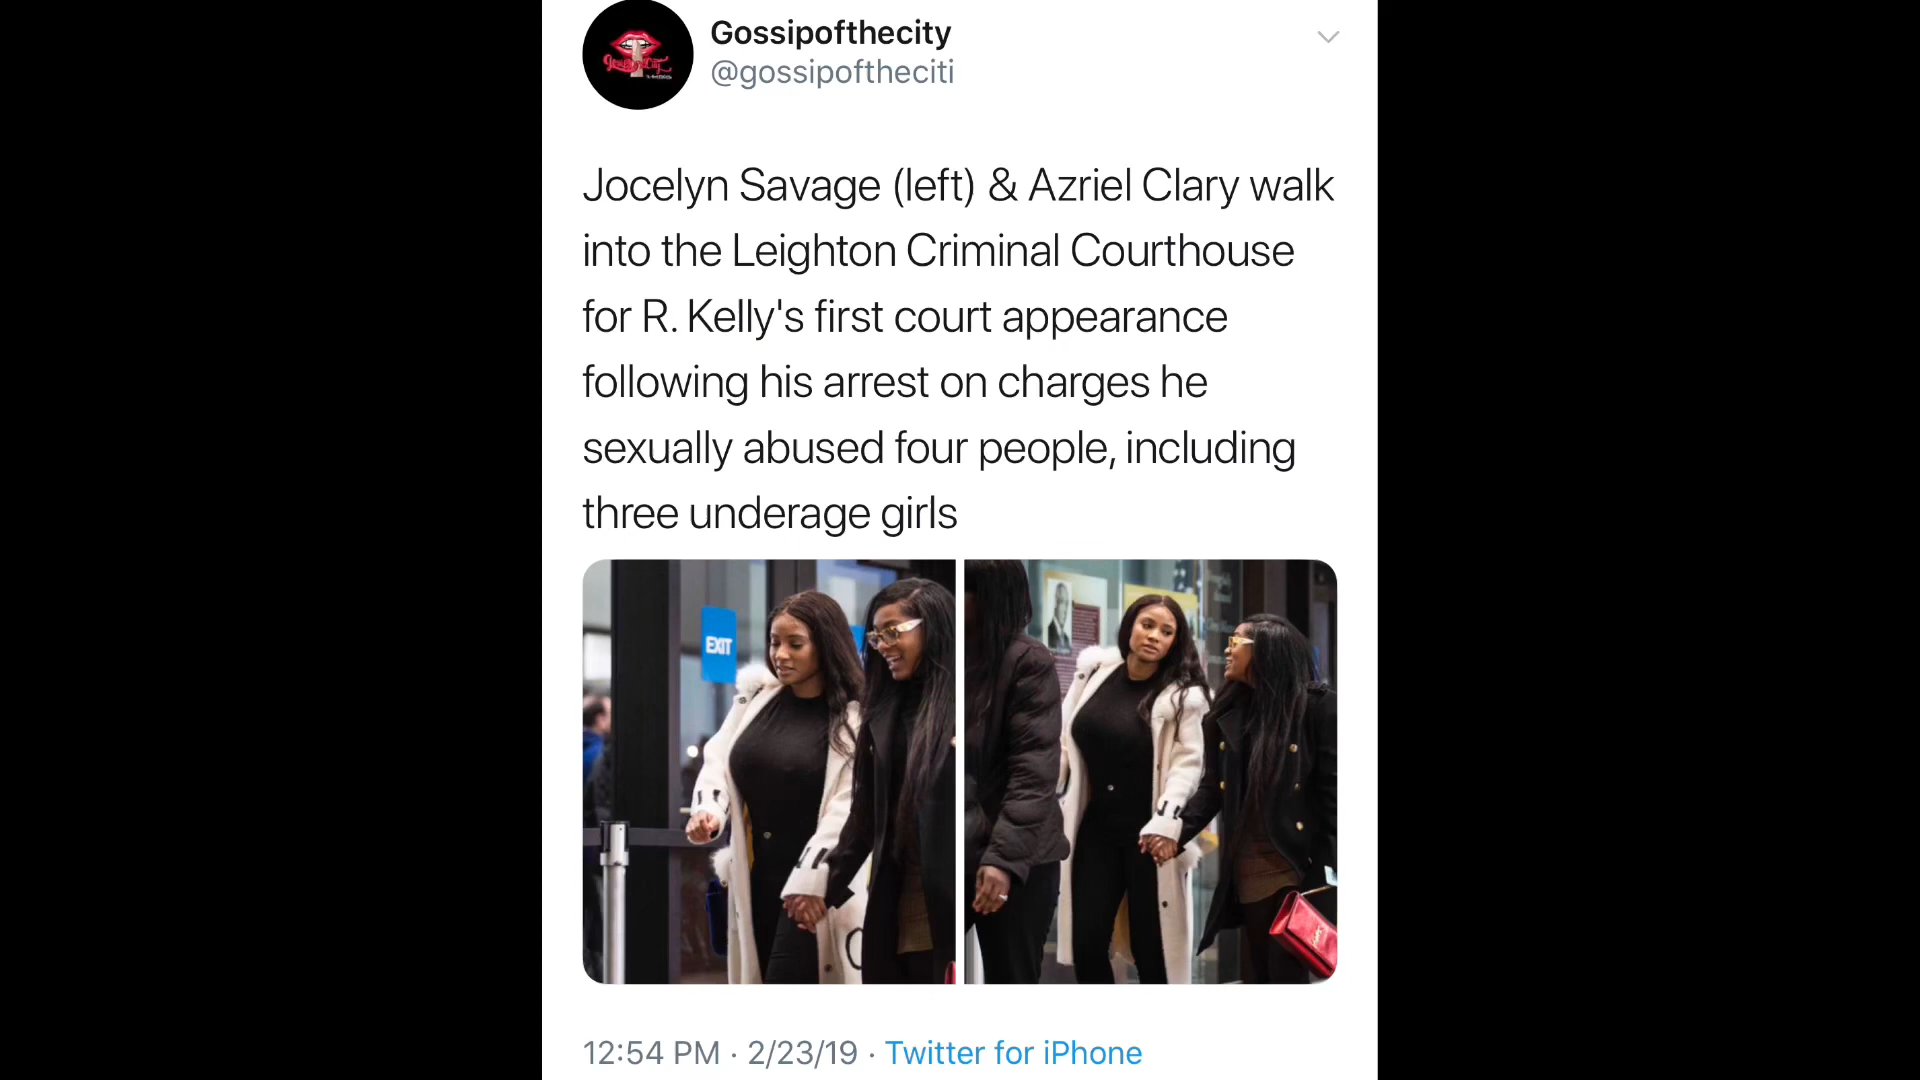 Gossipofthecity
@gossipoftheciti
Jocelyn Savage (left) & Azriel Clary walk
into the Leighton Criminal Courthouse
for R. Kelly's first court appearance
following his arrest on charges he
sexually abused four people, including
three underage girls
EXIT
12:54 PM · 2/23/19 · Twitter for iPhone